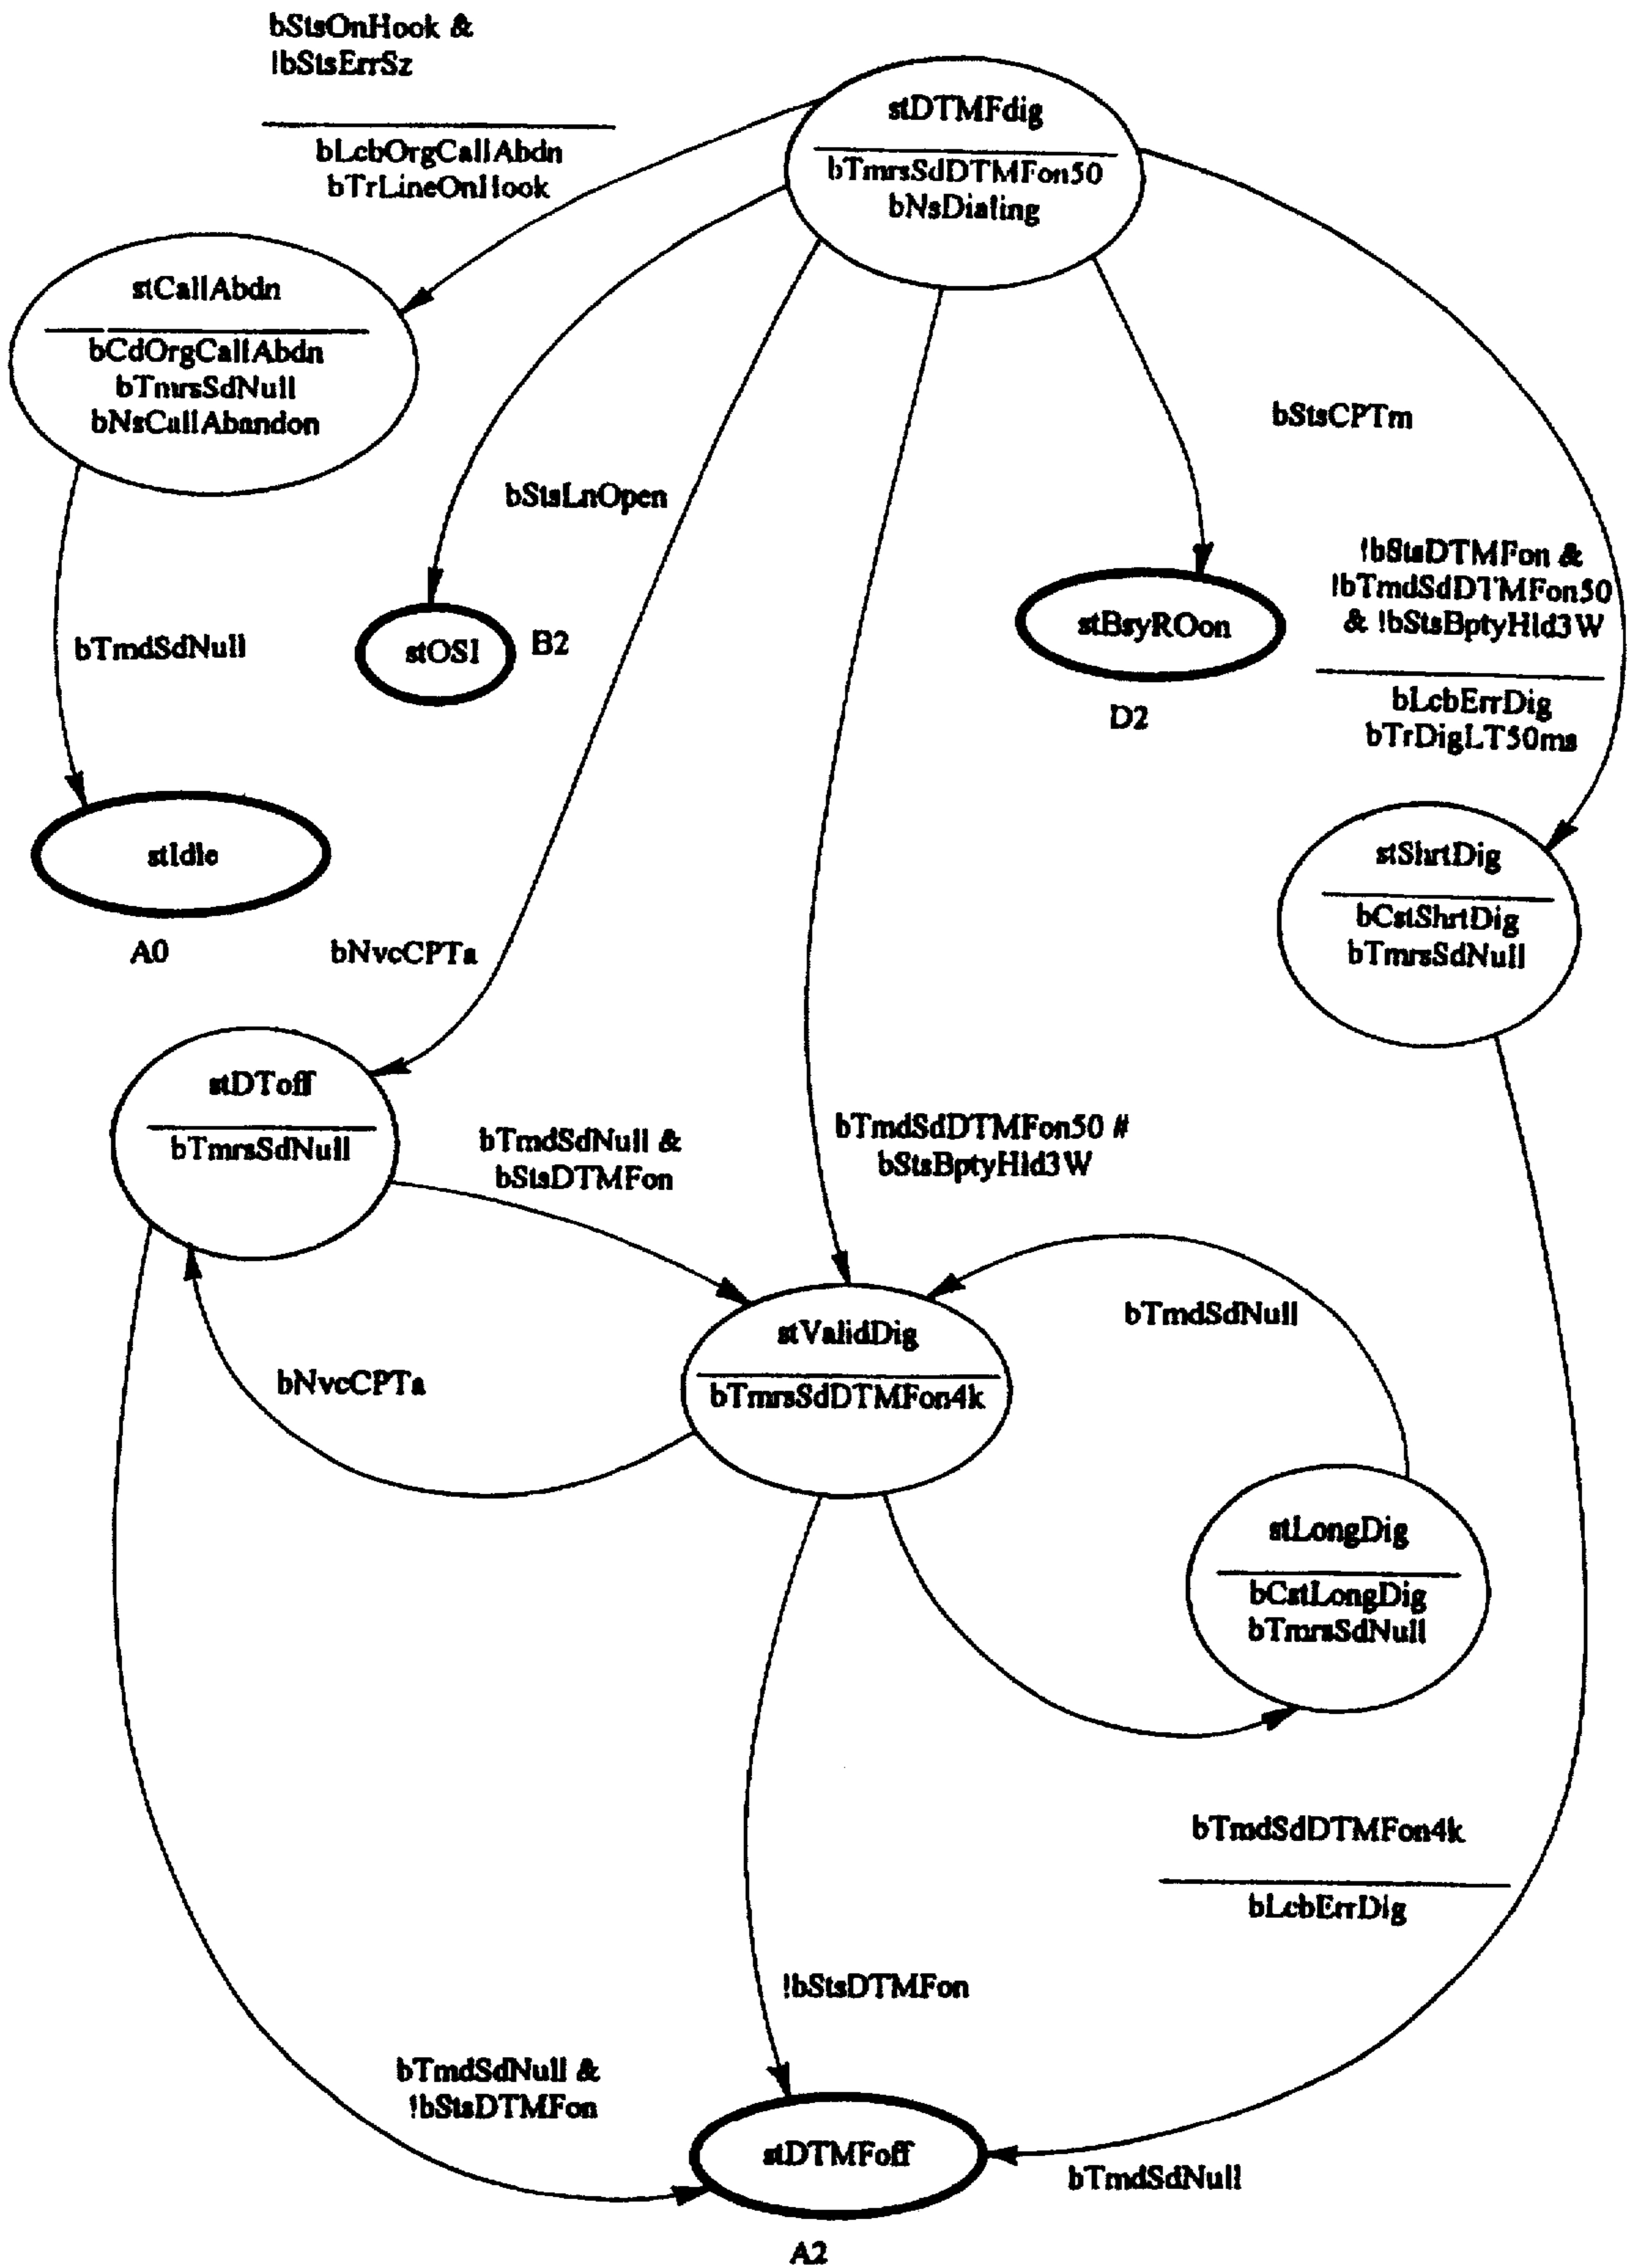 bStsOnHook &
!bStsErrSz
bLcbOrgCallAbdn
bTrLineOnHook
stDTMFdig
bTmrsSdDTMFon50
bNsDialing
stCallAbdn
bCdOrgCallAbdn
bTmrsSdNull
bNsCallAbandon
bStsCPTm
bStsLnOpen
!bStsDTMFon &
!bTmdSdDTMFon50
& !bStsBptyHld3W
bLcbErrDig
bTrDigLT50ms
bTmdSdNull
stOSI
B2
stBsyROon
D2
stIdle
A0
stShrtDig
bCstShrtDig
bTmrsSdNull
bNvcCPTa
stDToff
bTmrsSdNull
bTmdSdNull &
bStsDTMFon
bTmdSdDTMFon50 #
bStsBptyHld3W
bTmdSdNull
stValidDig
bTmrsSdDTMFon4k
bNvcCPTa
stLongDig
bCstLongDig
bTmrsSdNull
bTmdSdDTMFon4k
bLcbErrDig
!bStsDTMFon
bTmdSdNull &
!bStsDTMFon
stDTMFoff
bTmdSdNull
A2